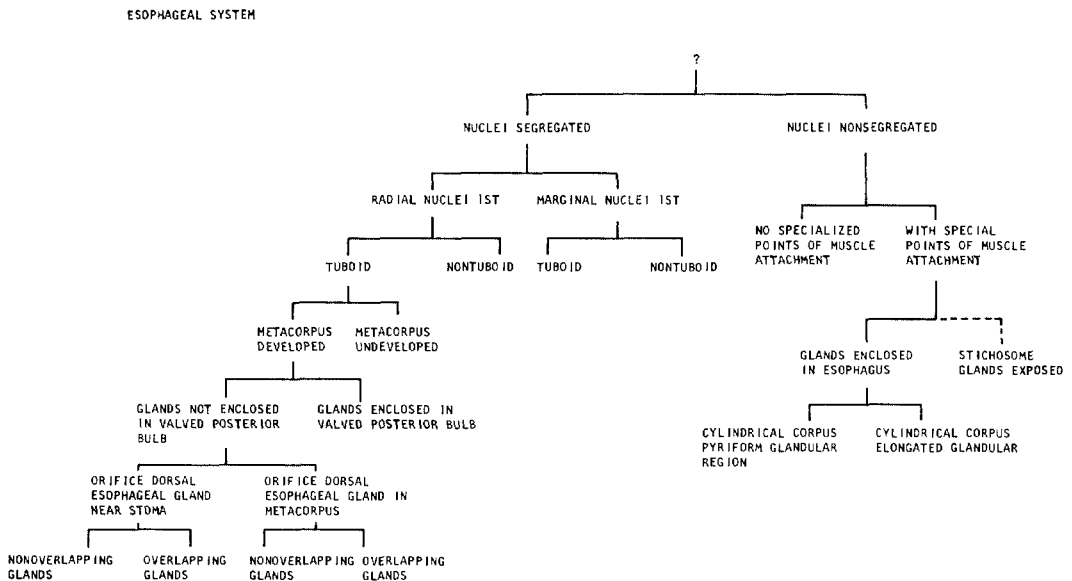 ESOPHAGEAL SYSTEM
?
NUCLEI SEGREGATED
NUCLEI NONSEGREGATED
RADIAL NUCLEI IST
MARGINAL NUCLEI IST
NO SPECIALIZED
POINTS OF MUSCLE
ATTACHMENT
WITH SPECIAL
POINTS OF MUSCLE
ATTACHMENT
TUBOID
NONTUBOID
TUBOID
NONTUBOID
METACORPUS
DEVELOPED
METACORPUS
UNDEVELOPED
GLANDS ENCLOSED
IN ESOPHAGUS
STICHOSOME
GLANDS EXPOSED
GLANDS NOT ENCLOSED
IN VALVED POSTERIOR
BULB
GLANDS ENCLOSED IN
VALVED POSTERIOR BULB
CYLINDRICAL CORPUS
PYRIFORM GLANDULAR
REGION
CYLINDRICAL CORPUS
ELONGATED GLANDULAR
ORIFICE DORSAL
ESOPHAGEAL GLAND
NEAR STOMA
ORIFICE DORSAL
ESOPHAGEAL GLAND IN
METACORPUS
NONOVERLAPPING
GLANDS
OVERLAPPING
GLANDS
NONOVERLAPPING
GLANDS
OVERLAPPING
GLANDS